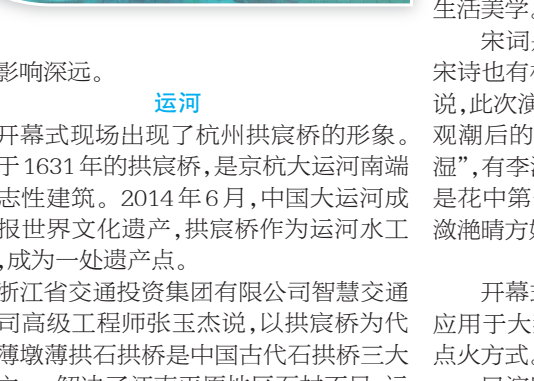 影响深远。
运河
开幕式现场出现了杭州拱宸桥的形象。
于1631年的拱宸桥,是京杭大运河南端
志性建筑。2014年6月,中国大运河成
报世界文化遗产,拱宸桥作为运河水工
,成为一处遗产点。
浙江省交通投资集团有限公司智慧交通
司高级工程师张玉杰说,以拱宸桥为代
薄墩薄拱石拱桥是中国古代石拱桥三大
生活美学。
宋词
宋诗也有
说,此次演
观潮后的
湿”,有李
是花中第
潋滟晴方
开幕
应用于大
点火方式。